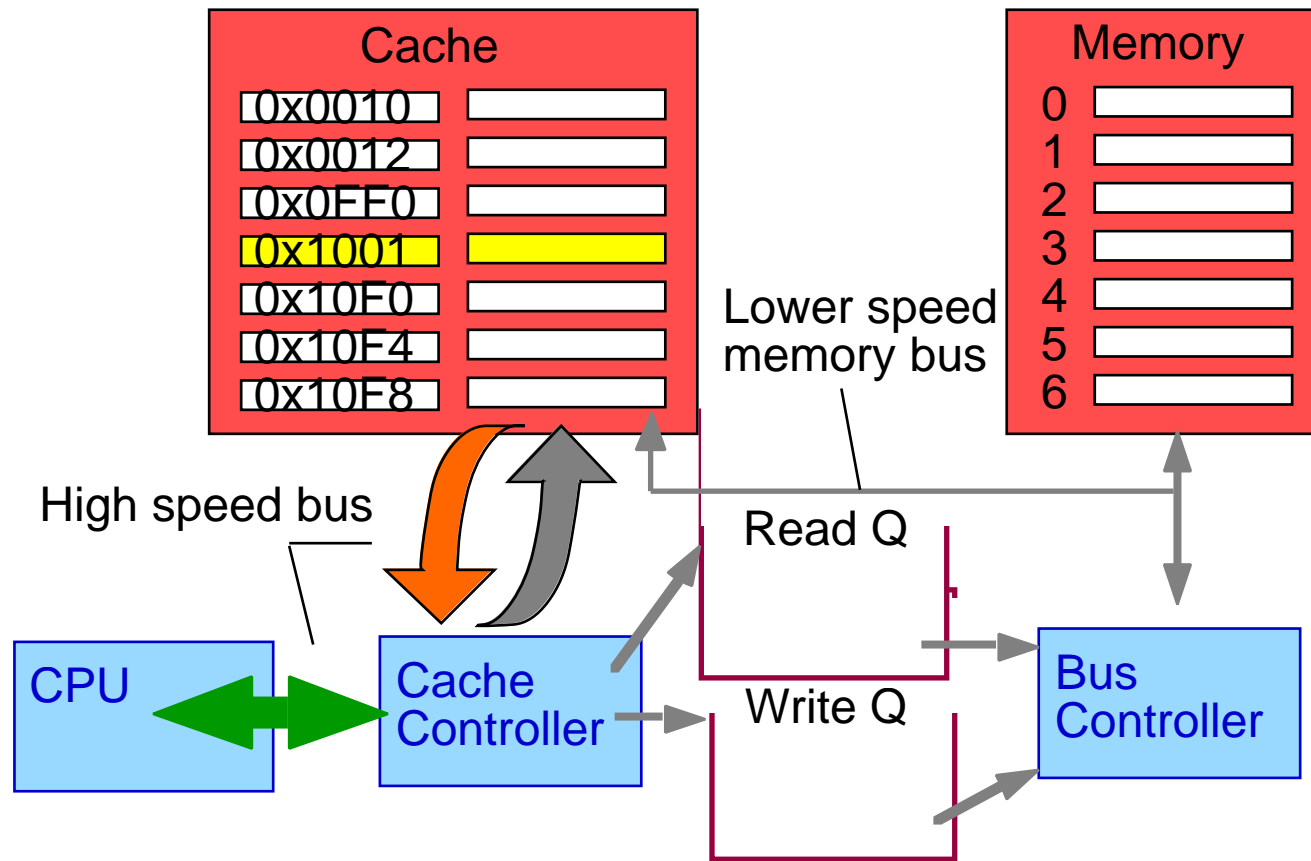 Cache
0x0010
0x0012
0x0FF0
0x1001
0x10F0
0x10F4
0x10F8
Memory
0
1
2
3
4
5
6
Lower speed
memory bus
High speed bus
Read Q
CPU
Cache
Controller
Write Q
Bus
Controller